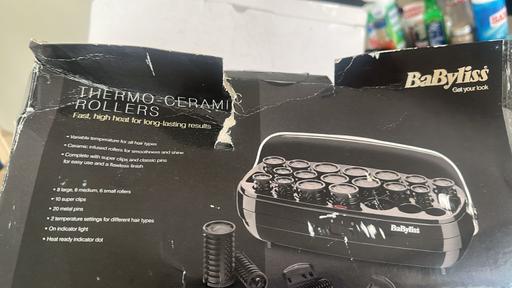 BaByliss
Get your look
THERMO-CERAMIC
ROLLERS
Fast, high heat for long-lasting results
• Variable temperature for all hair types
• Ceramic infused rollers for smoothness and shine
• Complete with super clips and classic pins
for easy use and a flawless finish
• 8 large, 6 medium, 6 small rollers
• 10 super clips
• 20 metal pins
• 2 temperature settings for different hair types
• On indicator light
• Heat ready indicator dot
BaByliss